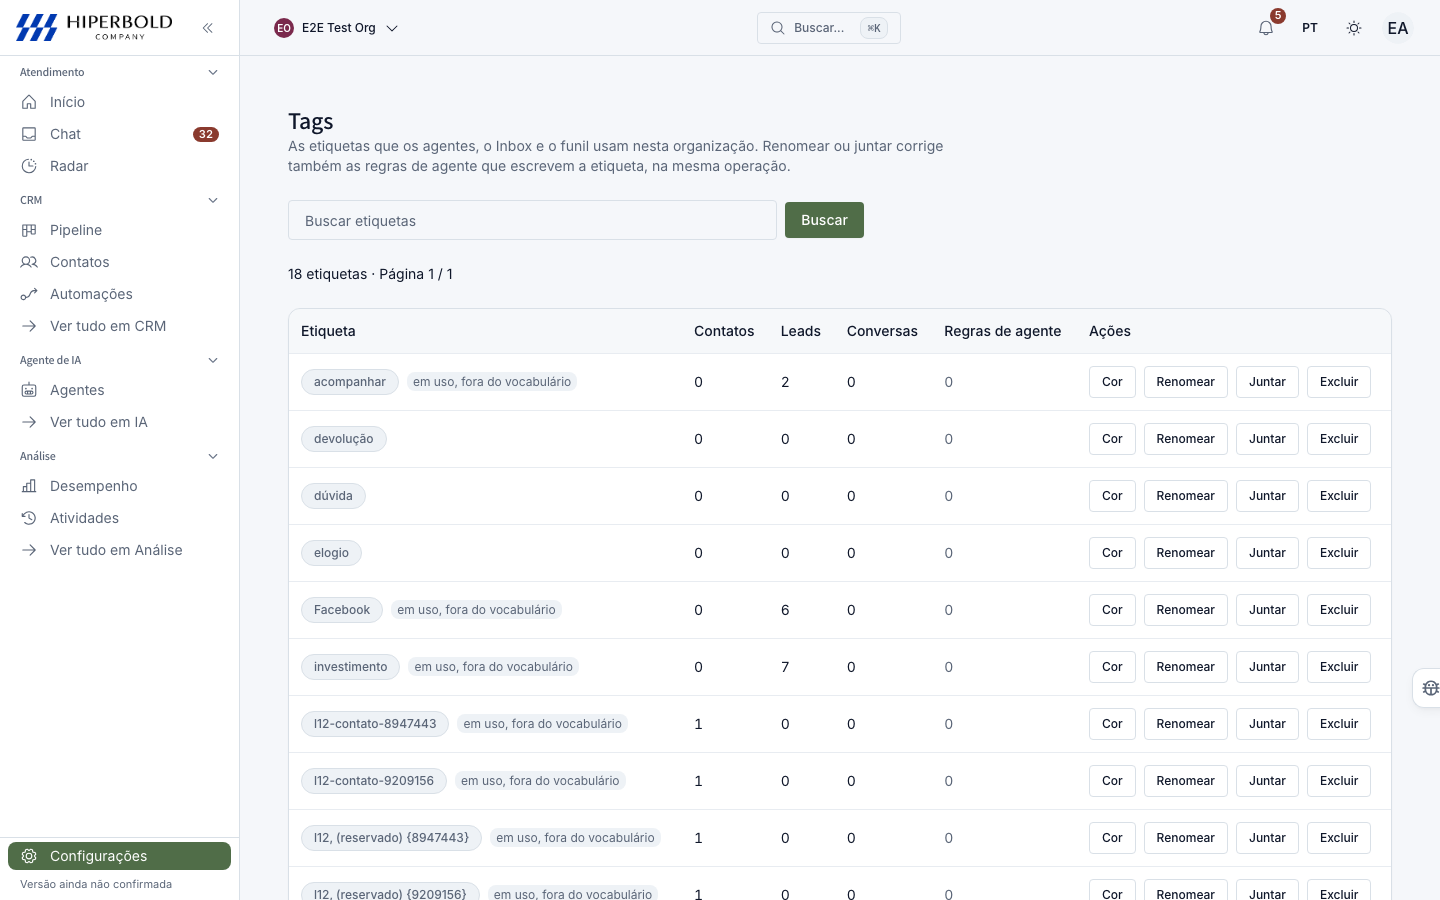 HIPERBOLD
COMPANY
EO E2E Test Org
Buscar... ⌘K
5
PT
EA
Atendimento
Início
Chat 32
Radar
CRM
Pipeline
Contatos
Automações
Ver tudo em CRM
Agente de IA
Agentes
Ver tudo em IA
Análise
Desempenho
Atividades
Ver tudo em Análise
Configurações
Versão ainda não confirmada
Tags
As etiquetas que os agentes, o Inbox e o funil usam nesta organização. Renomear ou juntar corrige
também as regras de agente que escrevem a etiqueta, na mesma operação.
Buscar etiquetas Buscar
18 etiquetas · Página 1 / 1
Etiqueta Contatos Leads Conversas Regras de agente Ações
acompanhar em uso, fora do vocabulário 0 2 0 0 Cor Renomear Juntar Excluir
devolução 0 0 0 0 Cor Renomear Juntar Excluir
dúvida 0 0 0 0 Cor Renomear Juntar Excluir
elogio 0 0 0 0 Cor Renomear Juntar Excluir
Facebook em uso, fora do vocabulário 0 6 0 0 Cor Renomear Juntar Excluir
investimento em uso, fora do vocabulário 0 7 0 0 Cor Renomear Juntar Excluir
l12-contato-8947443 em uso, fora do vocabulário 1 0 0 0 Cor Renomear Juntar Excluir
l12-contato-9209156 em uso, fora do vocabulário 1 0 0 0 Cor Renomear Juntar Excluir
l12, (reservado) {8947443} em uso, fora do vocabulário 1 0 0 0 Cor Renomear Juntar Excluir
l12, (reservado) {9209156} em uso, fora do vocabulário 1 0 0 0 Cor Renomear Juntar Excluir